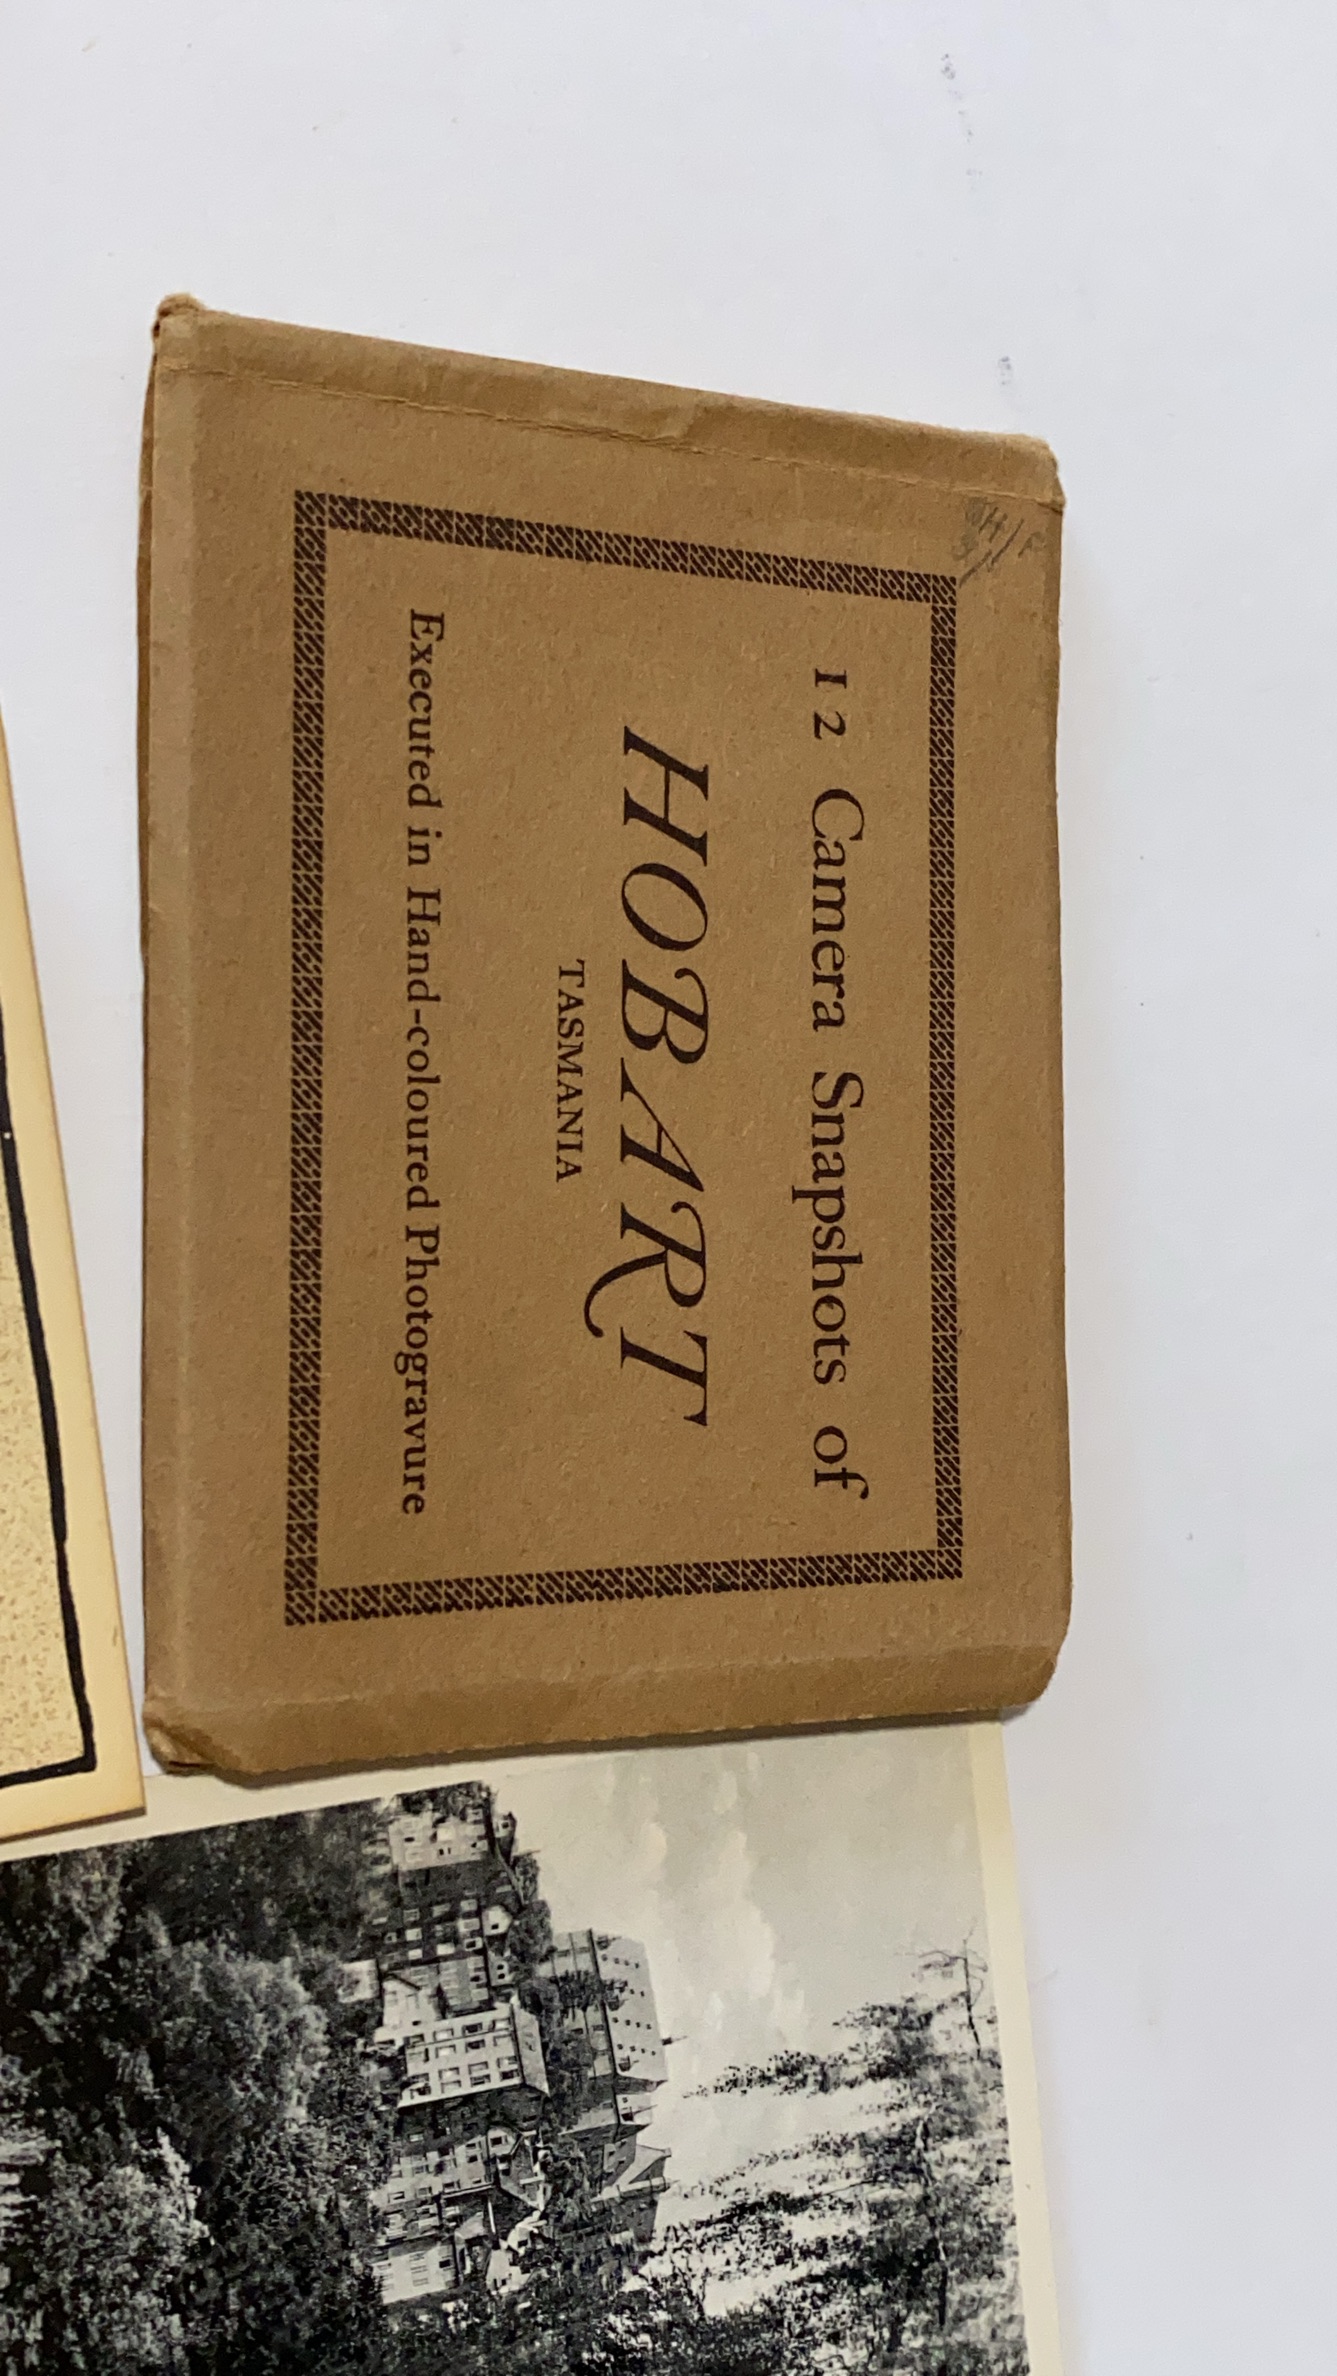 12 Camera Snapshots of
HOBART
TASMANIA
Executed in Hand-coloured Photogravure